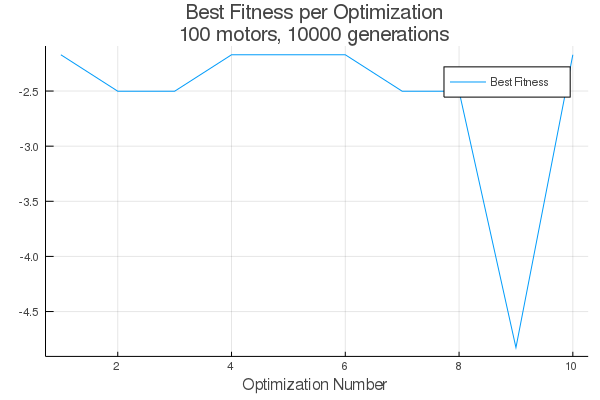 Best Fitness per Optimization
100 motors, 10000 generations
Best Fitness
-2.5
-3.0
-3.5
-4.0
-4.5
2
4
6
8
10
Optimization Number